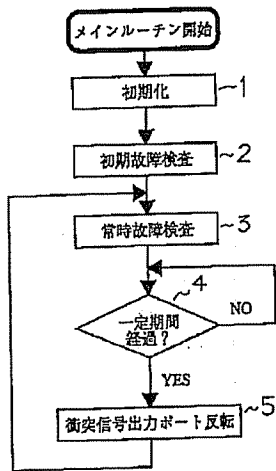 メインルーチン開始
初期化
1
初期故障検査
2
常時故障検査
3
4
一定期間
経過?
NO
YES
衝突信号出力ポート反転
5